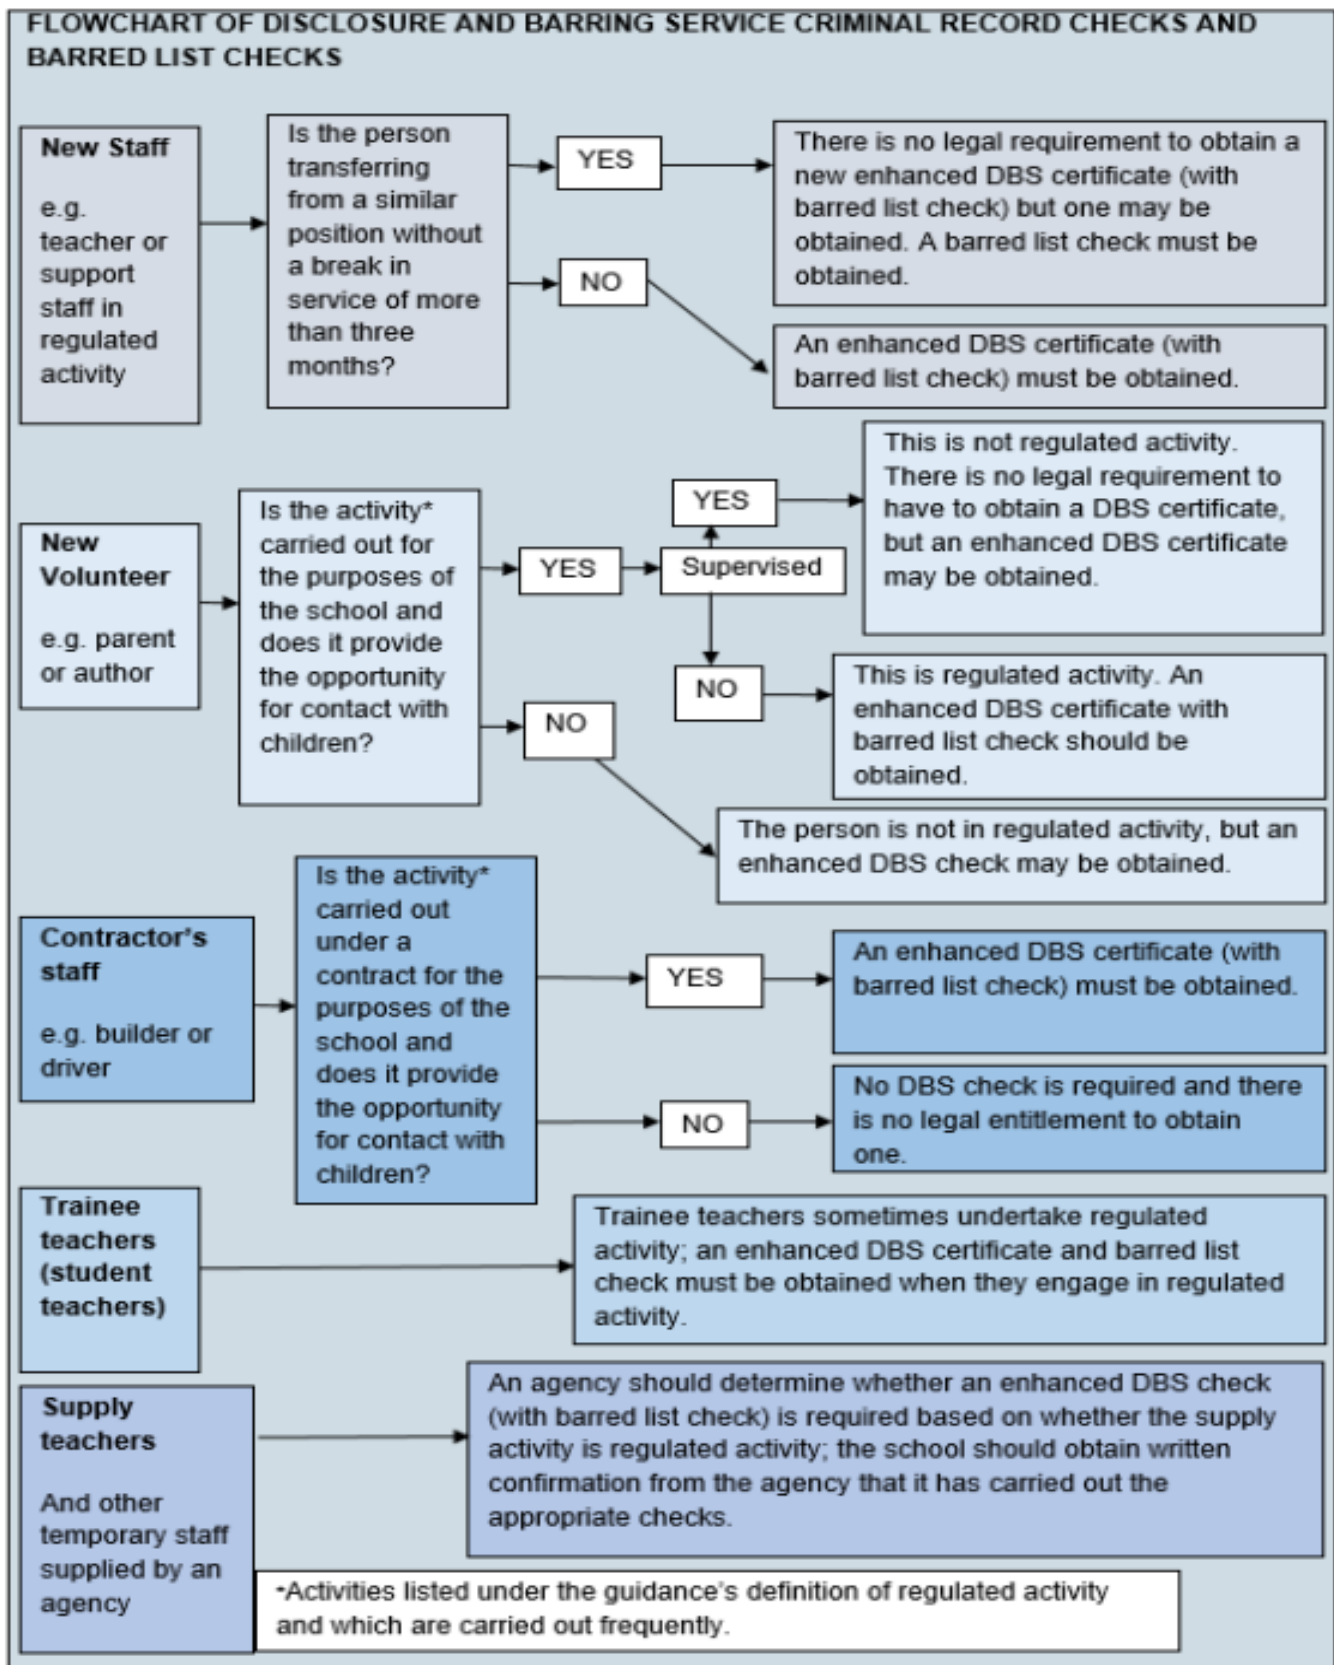 FLOWCHART OF DISCLOSURE AND BARRING SERVICE CRIMINAL RECORD CHECKS AND
BARRED LIST CHECKS
New Staff
e.g.
teacher or
support
staff in
regulated
activity
Is the person
transferring
from a similar
position without
a break in
service of more
than three
months?
YES
There is no legal requirement to obtain a
new enhanced DBS certificate (with
barred list check) but one may be
obtained. A barred list check must be
obtained.
NO
An enhanced DBS certificate (with
barred list check) must be obtained.
New
Volunteer
e.g. parent
or author
Is the activity*
carried out for
the purposes of
the school and
does it provide
the opportunity
for contact with
children?
YES
Supervised
YES
This is not regulated activity.
There is no legal requirement to
have to obtain a DBS certificate,
but an enhanced DBS certificate
may be obtained.
NO
This is regulated activity. An
enhanced DBS certificate with
barred list check should be
obtained.
NO
The person is not in regulated activity, but an
enhanced DBS check may be obtained.
Contractor's
staff
e.g. builder or
driver
Is the activity*
carried out
under a
contract for the
purposes of the
school and
does it provide
the opportunity
for contact with
children?
YES
An enhanced DBS certificate (with
barred list check) must be obtained.
NO
No DBS check is required and there
is no legal entitlement to obtain
one.
Trainee
teachers
(student
teachers)
Trainee teachers sometimes undertake regulated
activity; an enhanced DBS certificate and barred list
check must be obtained when they engage in regulated
activity.
Supply
teachers
And other
temporary staff
supplied by an
agency
An agency should determine whether an enhanced DBS check
(with barred list check) is required based on whether the supply
activity is regulated activity; the school should obtain written
confirmation from the agency that it has carried out the
appropriate checks.
*Activities listed under the guidance's definition of regulated activity
and which are carried out frequently.